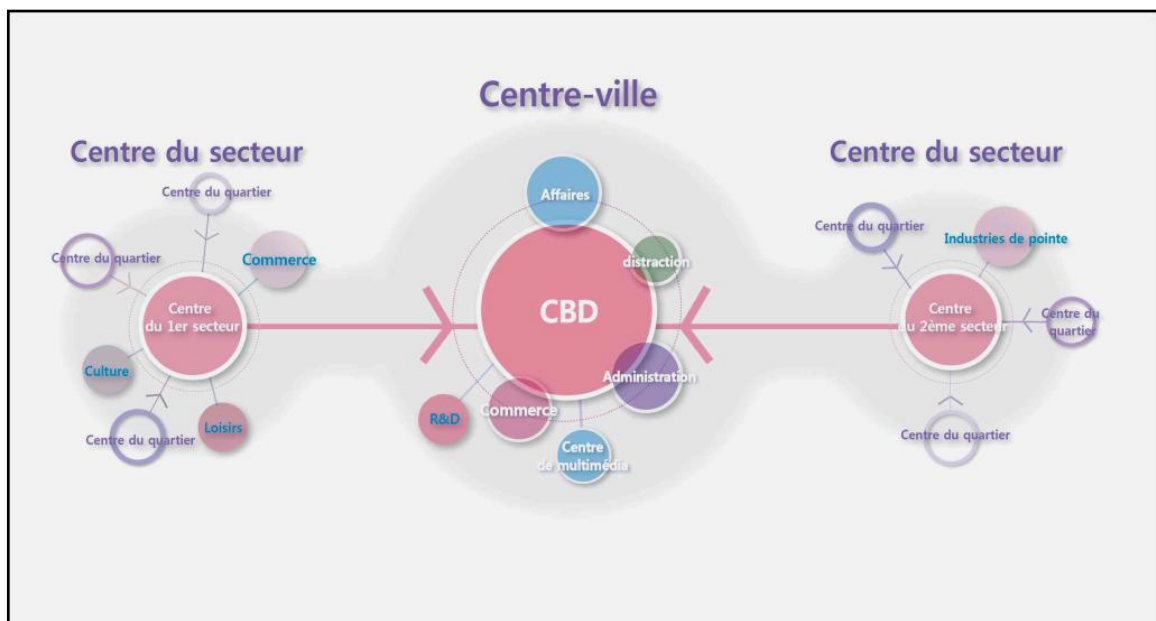 Centre-ville
Centre du secteur
Centre du quartier
Centre du quartier
Commerce
Centre
du 1er secteur
Culture
Centre du quartier
Loisirs
Affaires
distraction
CBD
Administration
Commerce
R&D
Centre
de multimédia
Centre du secteur
Centre du quartier
Industries de pointe
Centre
du 2ème secteur
Centre du
quartier
Centre du quartier